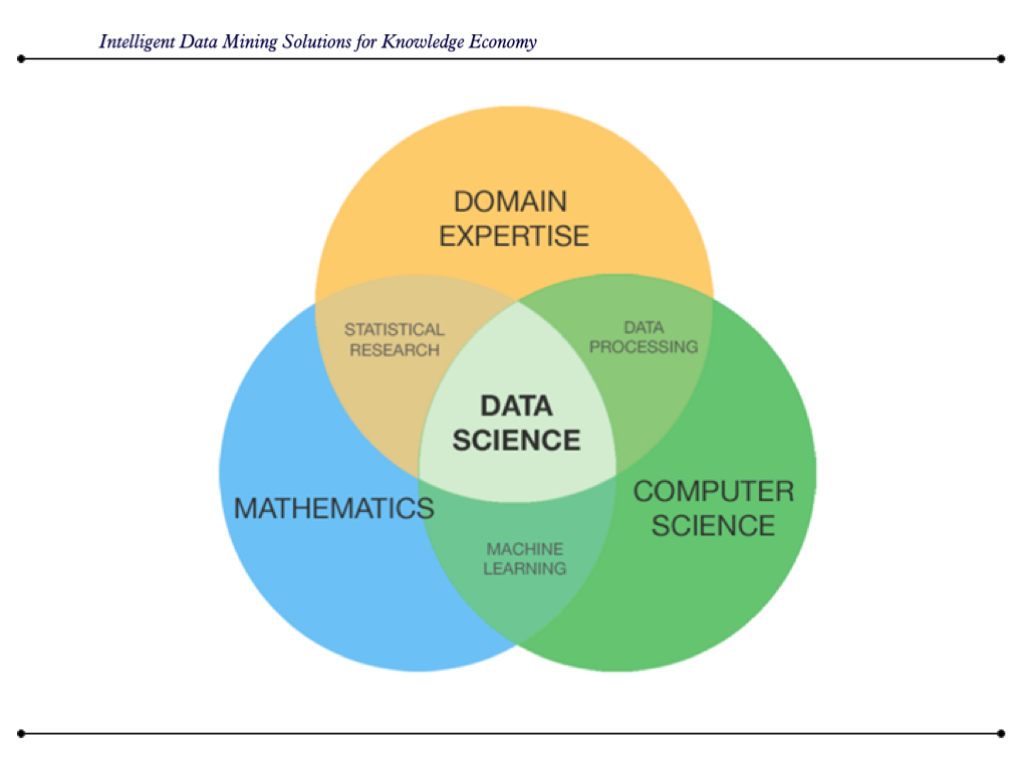 Intelligent Data Mining Solutions for Knowledge Economy
DOMAIN
EXPERTISE
STATISTICAL
RESEARCH
DATA
PROCESSING
DATA
SCIENCE
MATHEMATICS
COMPUTER
SCIENCE
MACHINE
LEARNING